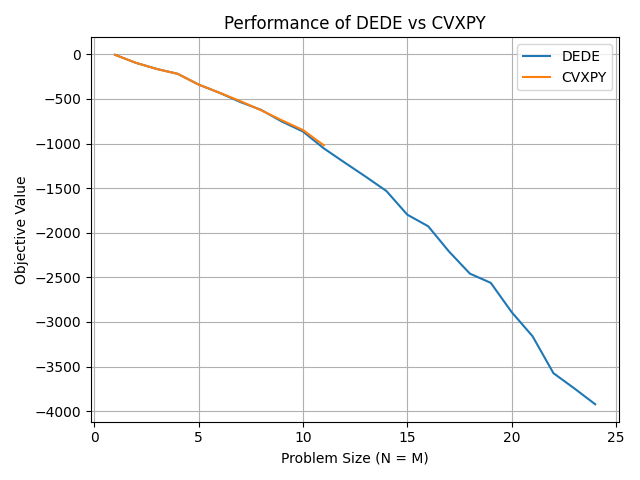 Performance of DEDE vs CVXPY
DEDE
CVXPY
Objective Value
0
−500
−1000
−1500
−2000
−2500
−3000
−3500
−4000
0 5 10 15 20 25
Problem Size (N = M)